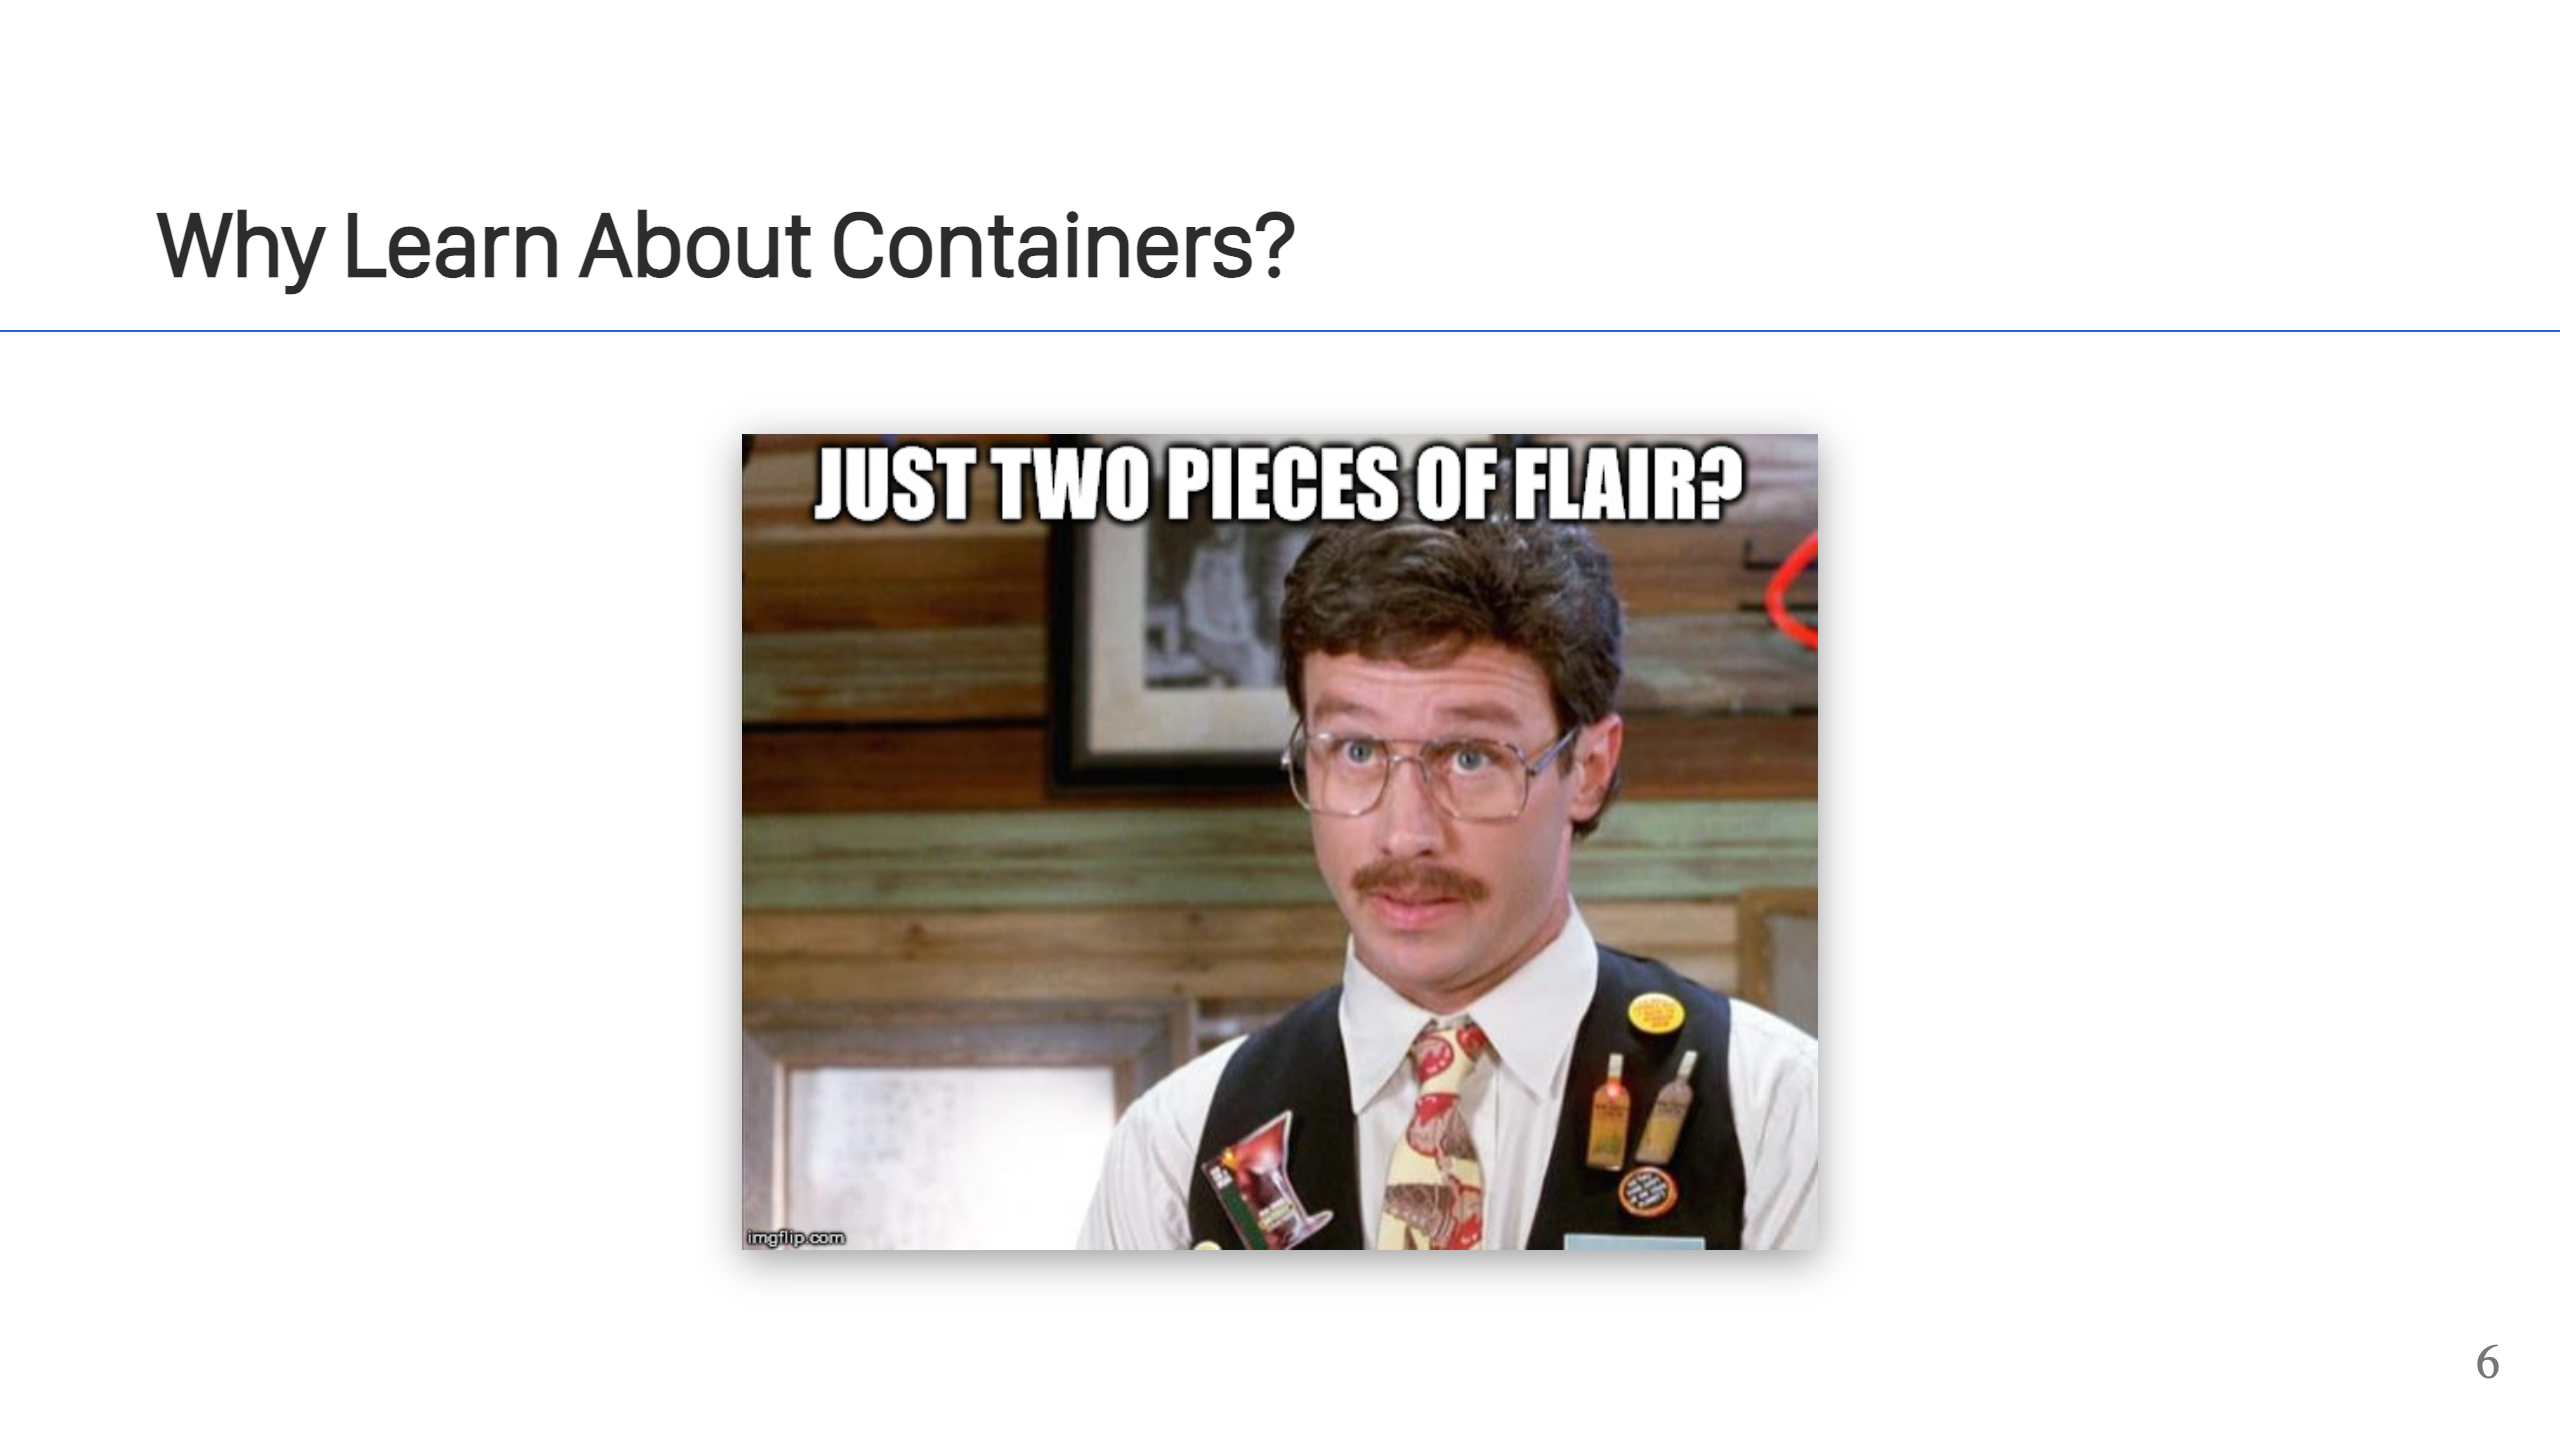 Why Learn About Containers?
JUST TWO PIECES OF FLAIR?
imgflip.com
6